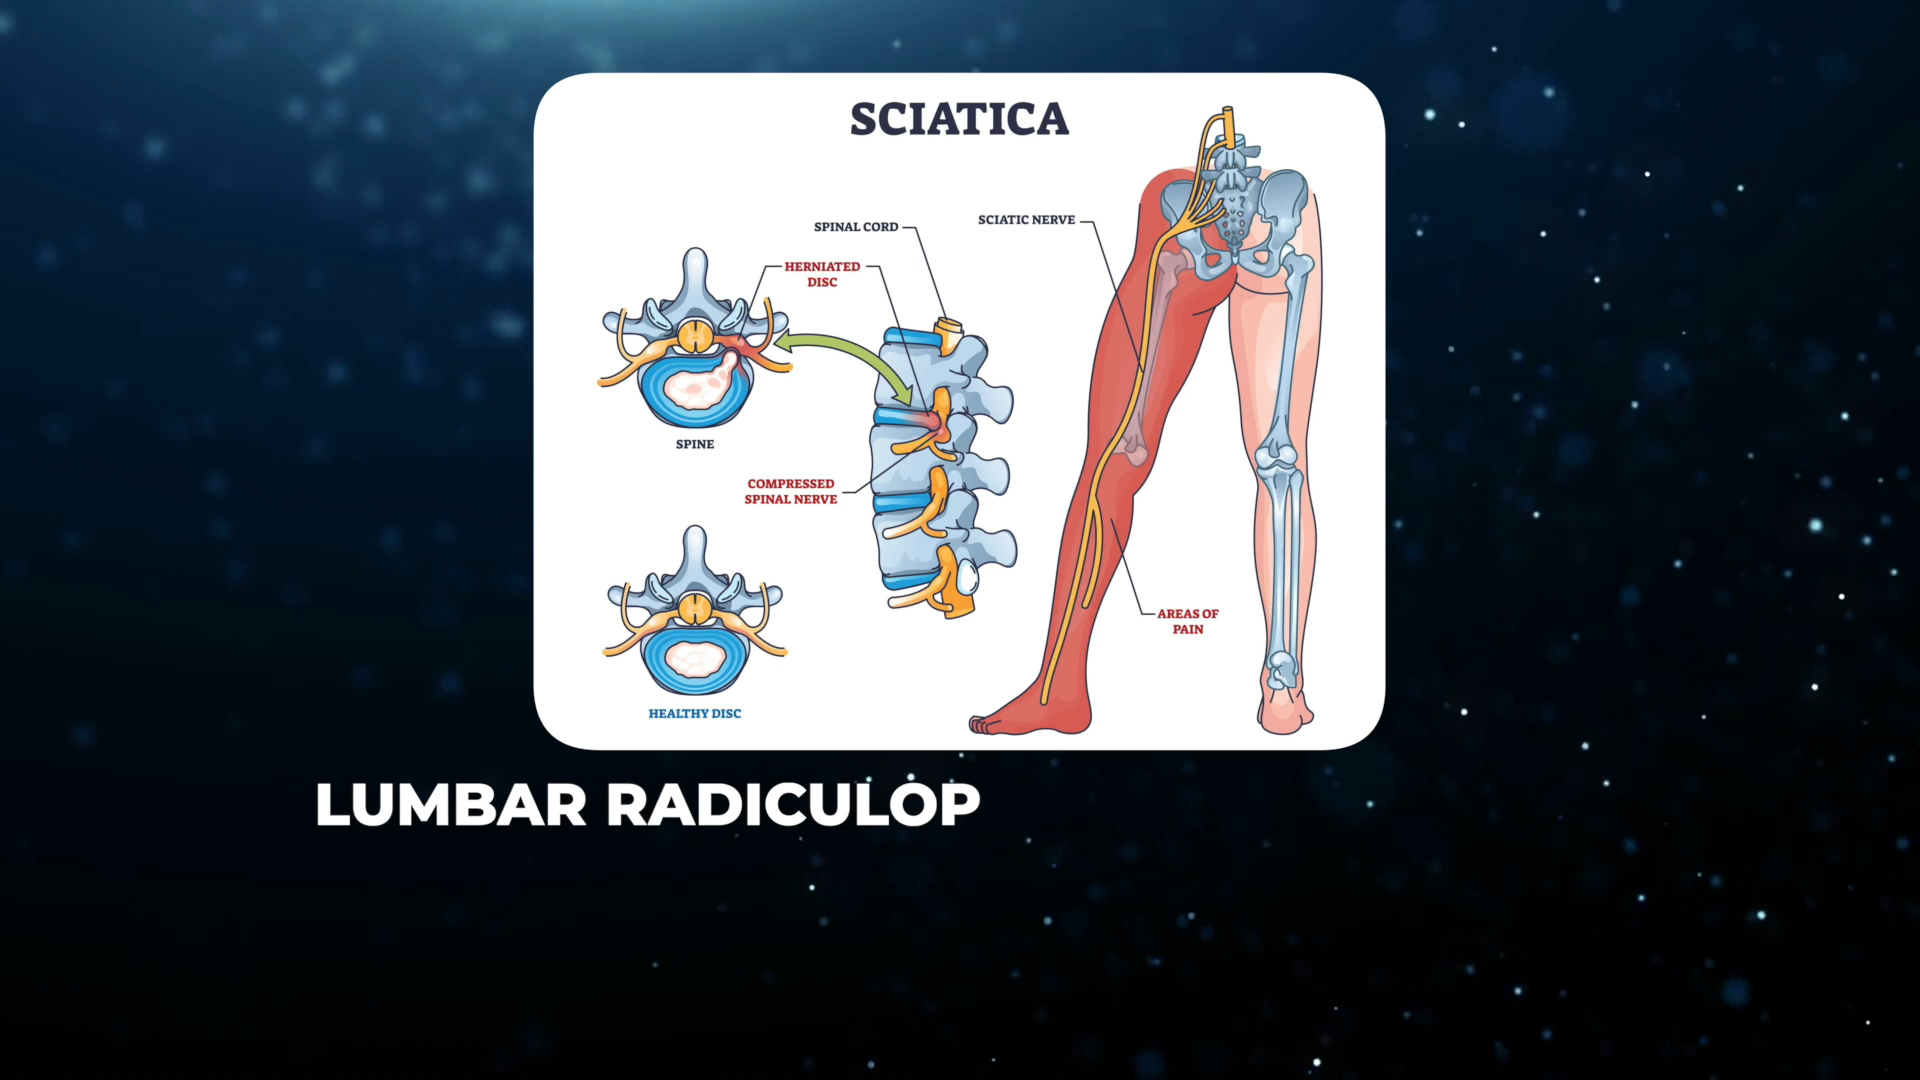 SCIATICA
SCIATIC NERVE
SPINAL CORD
HERNIATED
DISC
SPINE
COMPRESSED
SPINAL NERVE
AREAS OF
PAIN
HEALTHY DISC
LUMBAR RADICULOP